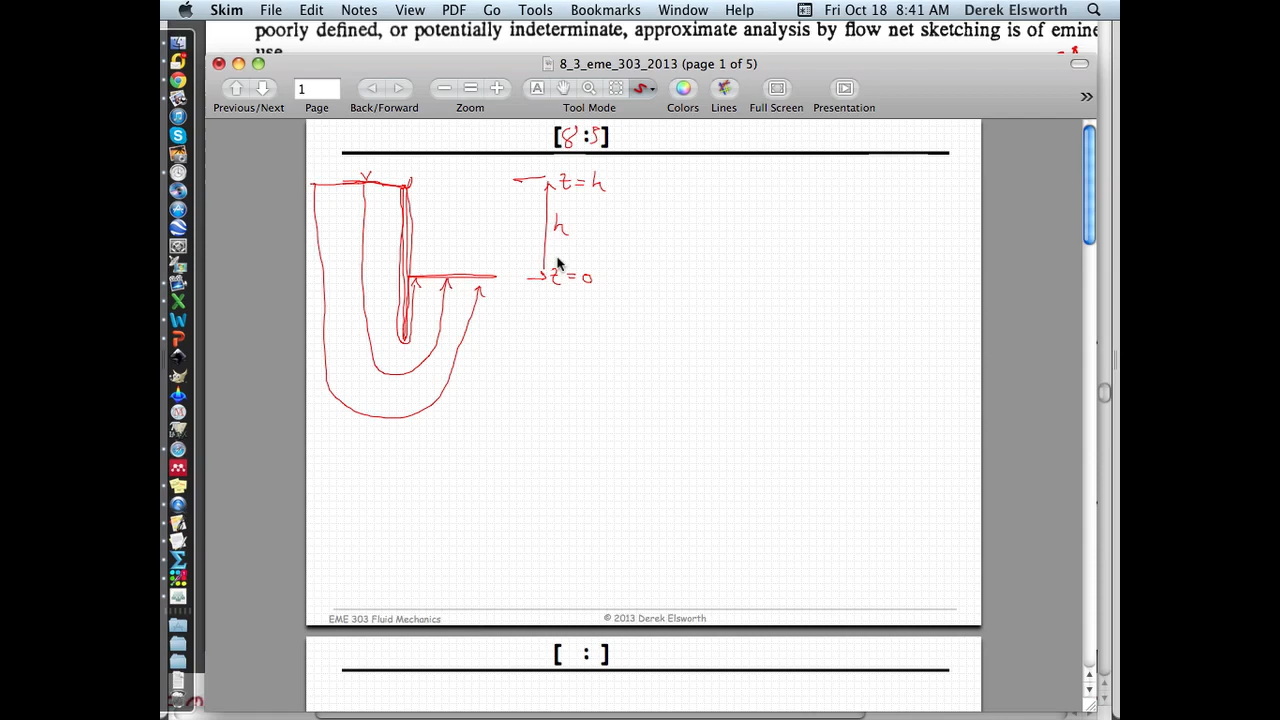 Skim File Edit Notes View PDF Go Tools Bookmarks Window Help Fri Oct 18 8:41 AM Derek Elsworth
poorly defined, or potentially indeterminate, approximate analysis by flow net sketching is of emine
use
8_3_eme_303_2013 (page 1 of 5)
1
Previous/Next Page Back/Forward Zoom Tool Mode Colors Lines Full Screen Presentation
[8:5]
z=h
h
z=0
EME 303 Fluid Mechanics © 2013 Derek Elsworth
[ : ]